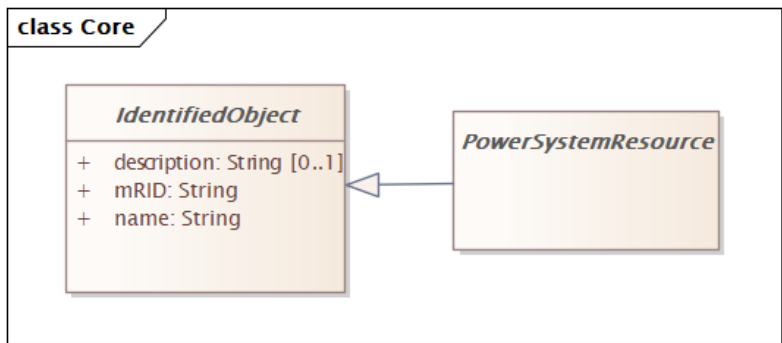 class Core
IdentifiedObject
+ description: String [0..1]
+ mRID: String
+ name: String
PowerSystemResource